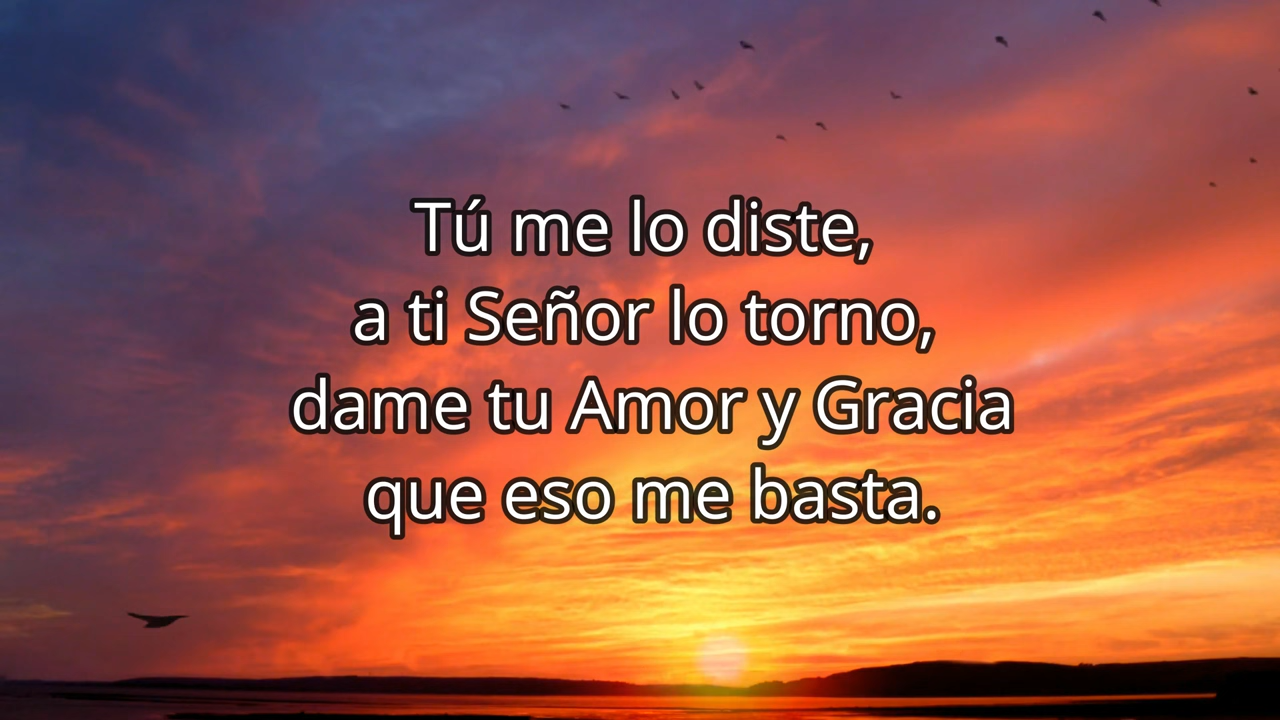 Tú me lo diste,
a ti Señor lo torno,
dame tu Amor y Gracia
que eso me basta.